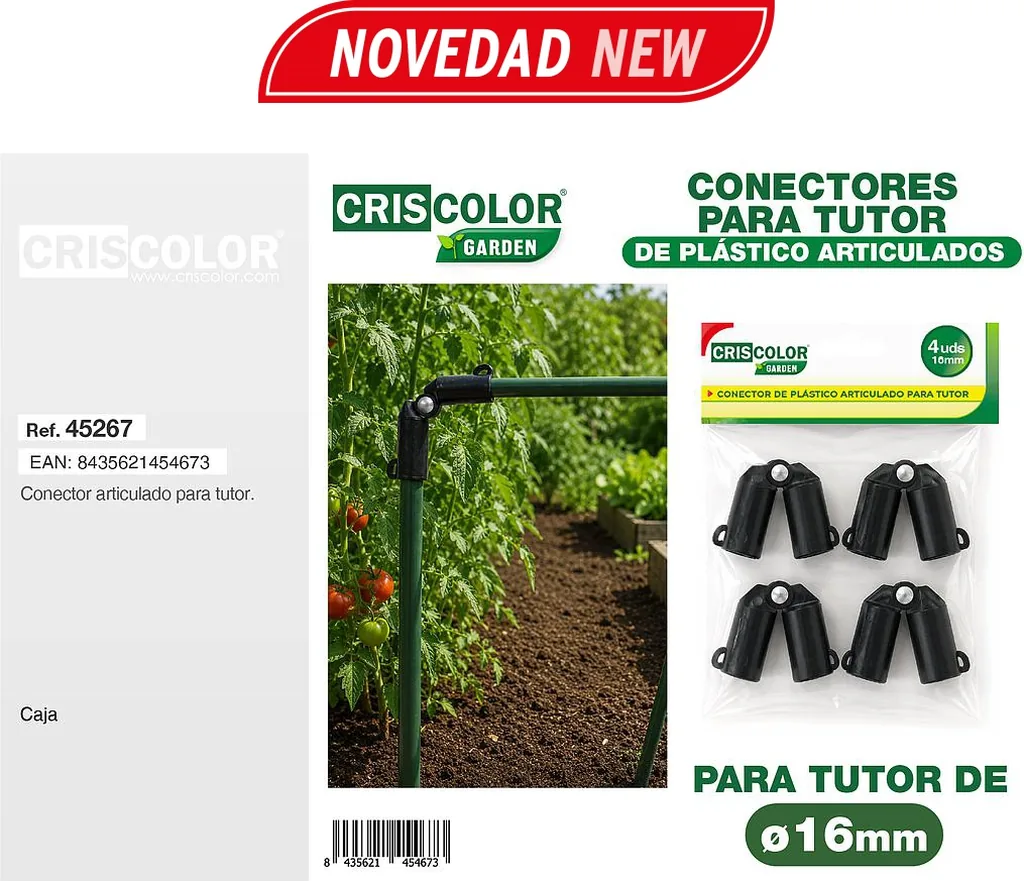 NOVEDAD NEW
CRISCOLOR®
www.criscolor.com
Ref. 45267
EAN: 8435621454673
Conector articulado para tutor.
Caja
CRISCOLOR®
GARDEN
CONECTORES
PARA TUTOR
DE PLÁSTICO ARTICULADOS
CRISCOLOR®
GARDEN
4uds
16mm
CONECTOR DE PLÁSTICO ARTICULADO PARA TUTOR
PARA TUTOR DE
ø16mm
8 435621 454673